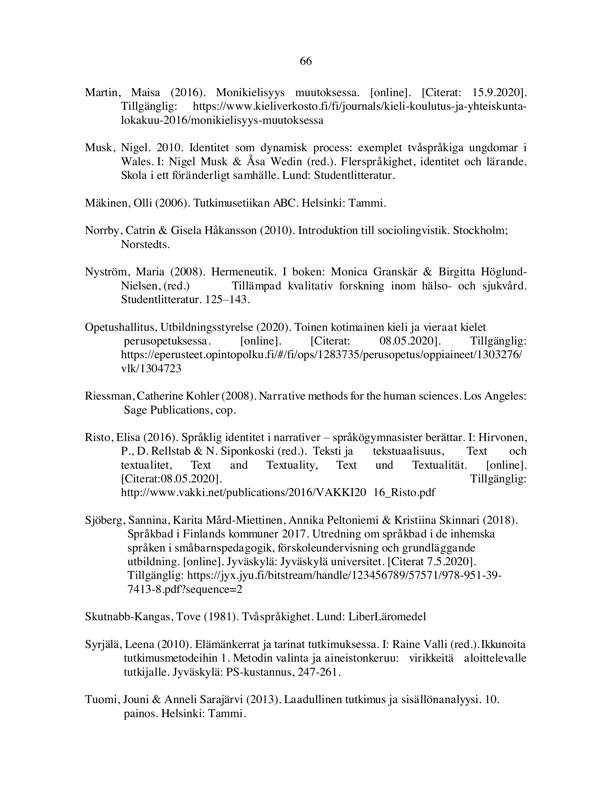 66
Martin, Maisa (2016). Monikielisyys muutoksessa. [online]. [Citerat: 15.9.2020].
Tillgänglig: https://www.kieliverkosto.fi/fi/journals/kieli-koulutus-ja-yhteiskunta-
lokakuu-2016/monikielisyys-muutoksessa
Musk, Nigel. 2010. Identitet som dynamisk process: exemplet tvåspråkiga ungdomar i
Wales. I: Nigel Musk & Åsa Wedin (red.). Flerspråkighet, identitet och lärande.
Skola i ett föränderligt samhälle. Lund: Studentlitteratur.
Mäkinen, Olli (2006). Tutkimusetiikan ABC. Helsinki: Tammi.
Norrby, Catrin & Gisela Håkansson (2010). Introduktion till sociolingvistik. Stockholm;
Norstedts.
Nyström, Maria (2008). Hermeneutik. I boken: Monica Granskär & Birgitta Höglund-
Nielsen, (red.) Tillämpad kvalitativ forskning inom hälso- och sjukvård.
Studentlitteratur. 125–143.
Opetushallitus, Utbildningsstyrelse (2020). Toinen kotimainen kieli ja vieraat kielet
perusopetuksessa. [online]. [Citerat: 08.05.2020]. Tillgänglig:
https://eperusteet.opintopolku.fi/#/fi/ops/1283735/perusopetus/oppiaineet/1303276/
vlk/1304723
Riessman, Catherine Kohler (2008). Narrative methods for the human sciences. Los Angeles:
Sage Publications, cop.
Risto, Elisa (2016). Språklig identitet i narrativer – språkögymnasister berättar. I: Hirvonen,
P., D. Rellstab & N. Siponkoski (red.). Teksti ja tekstuaalisuus, Text och
textualitet, Text and Textuality, Text und Textualität. [online].
[Citerat:08.05.2020]. Tillgänglig:
http://www.vakki.net/publications/2016/VAKKI20 16_Risto.pdf
Sjöberg, Sannina, Karita Mård-Miettinen, Annika Peltoniemi & Kristiina Skinnari (2018).
Språkbad i Finlands kommuner 2017. Utredning om språkbad i de inhemska
språken i småbarnspedagogik, förskoleundervisning och grundläggande
utbildning. [online]. Jyväskylä: Jyväskylä universitet. [Citerat 7.5.2020].
Tillgänglig: https://jyx.jyu.fi/bitstream/handle/123456789/57571/978-951-39-
7413-8.pdf?sequence=2
Skutnabb-Kangas, Tove (1981). Tvåspråkighet. Lund: LiberLäromedel
Syrjälä, Leena (2010). Elämänkerrat ja tarinat tutkimuksessa. I: Raine Valli (red.).Ikkunoita
tutkimusmetodeihin 1. Metodin valinta ja aineistonkeruu: virikkeitä aloittelevalle
tutkijalle. Jyväskylä: PS-kustannus, 247-261.
Tuomi, Jouni & Anneli Sarajärvi (2013). Laadullinen tutkimus ja sisällönanalyysi. 10.
painos. Helsinki: Tammi.